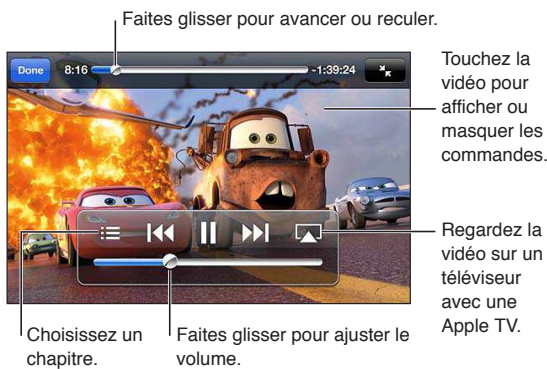 Faites glisser pour avancer ou reculer.
Done 8:16 -1:39:24
Touchez la
vidéo pour
afficher ou
masquer les
commandes.
Regardez la
vidéo sur un
téléviseur
avec une
Apple TV.
Choisissez un
chapitre.
Faites glisser pour ajuster le
volume.